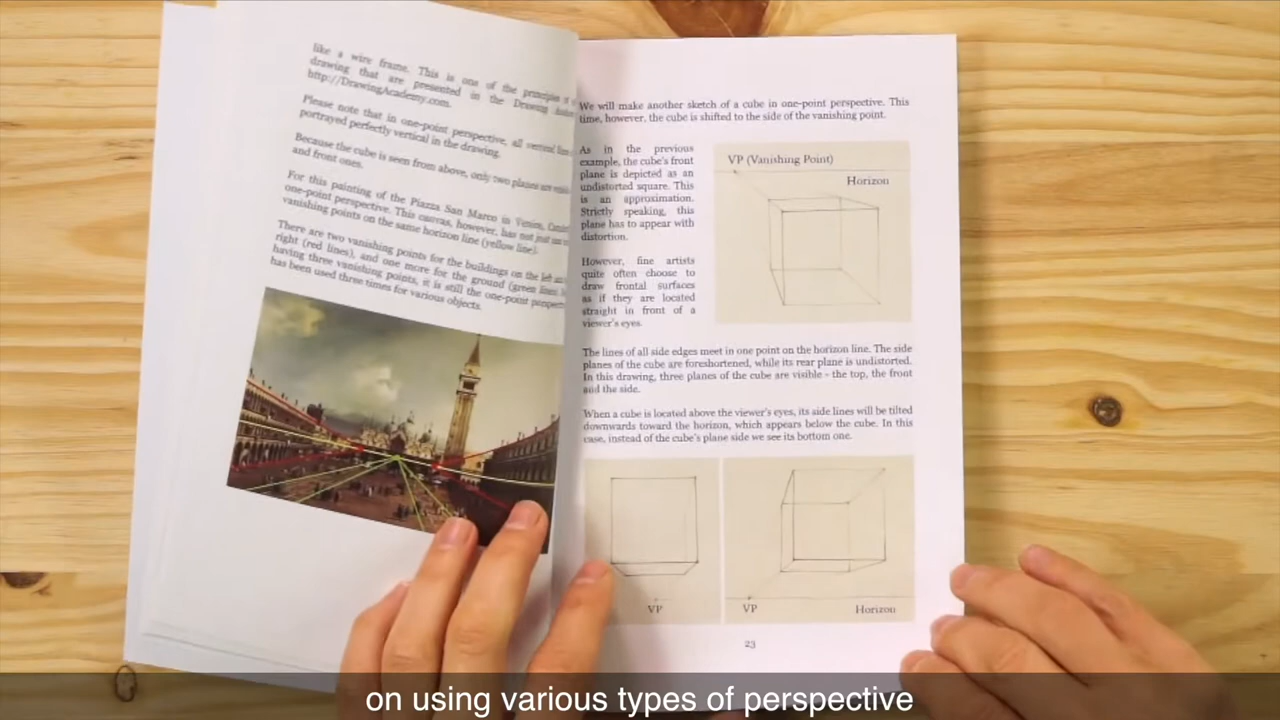 like a wire frame. This is one of the principles of
drawing that are presented in the Drawing
http://DrawingAcademy.com.
Please note that in one-point perspective, all vertical
portrayed perfectly vertical in the drawing.
Because the cube is seen from above, only two planes are
and front ones.
For this painting of the Piazza San Marco in Venice,
one-point perspective. This canvas, however, has not just
vanishing points on the same horizon line (yellow line).
There are two vanishing points for the buildings on the left
right (red lines), and one more for the ground (green lines
having three vanishing points, it is still the one-point
has been used three times for various objects.
We will make another sketch of a cube in one-point perspective. This
time, however, the cube is shifted to the side of the vanishing point.
As in the previous
example, the cube's front
plane is depicted as an
undistorted square. This
is an approximation.
Strictly speaking, this
plane has to appear with
distortion.
However, fine artists
quite often choose to
draw frontal surfaces
as if they are located
straight in front of a
viewer's eyes.
VP (Vanishing Point)
Horizon
The lines of all side edges meet in one point on the horizon line. The side
planes of the cube are foreshortened, while its rear plane is undistorted.
In this drawing, three planes of the cube are visible - the top, the front
and the side.
When a cube is located above the viewer's eyes, its side lines will be tilted
downwards toward the horizon, which appears below the cube. In this
case, instead of the cube's plane side we see its bottom one.
VP
VP
Horizon
23
on using various types of perspective